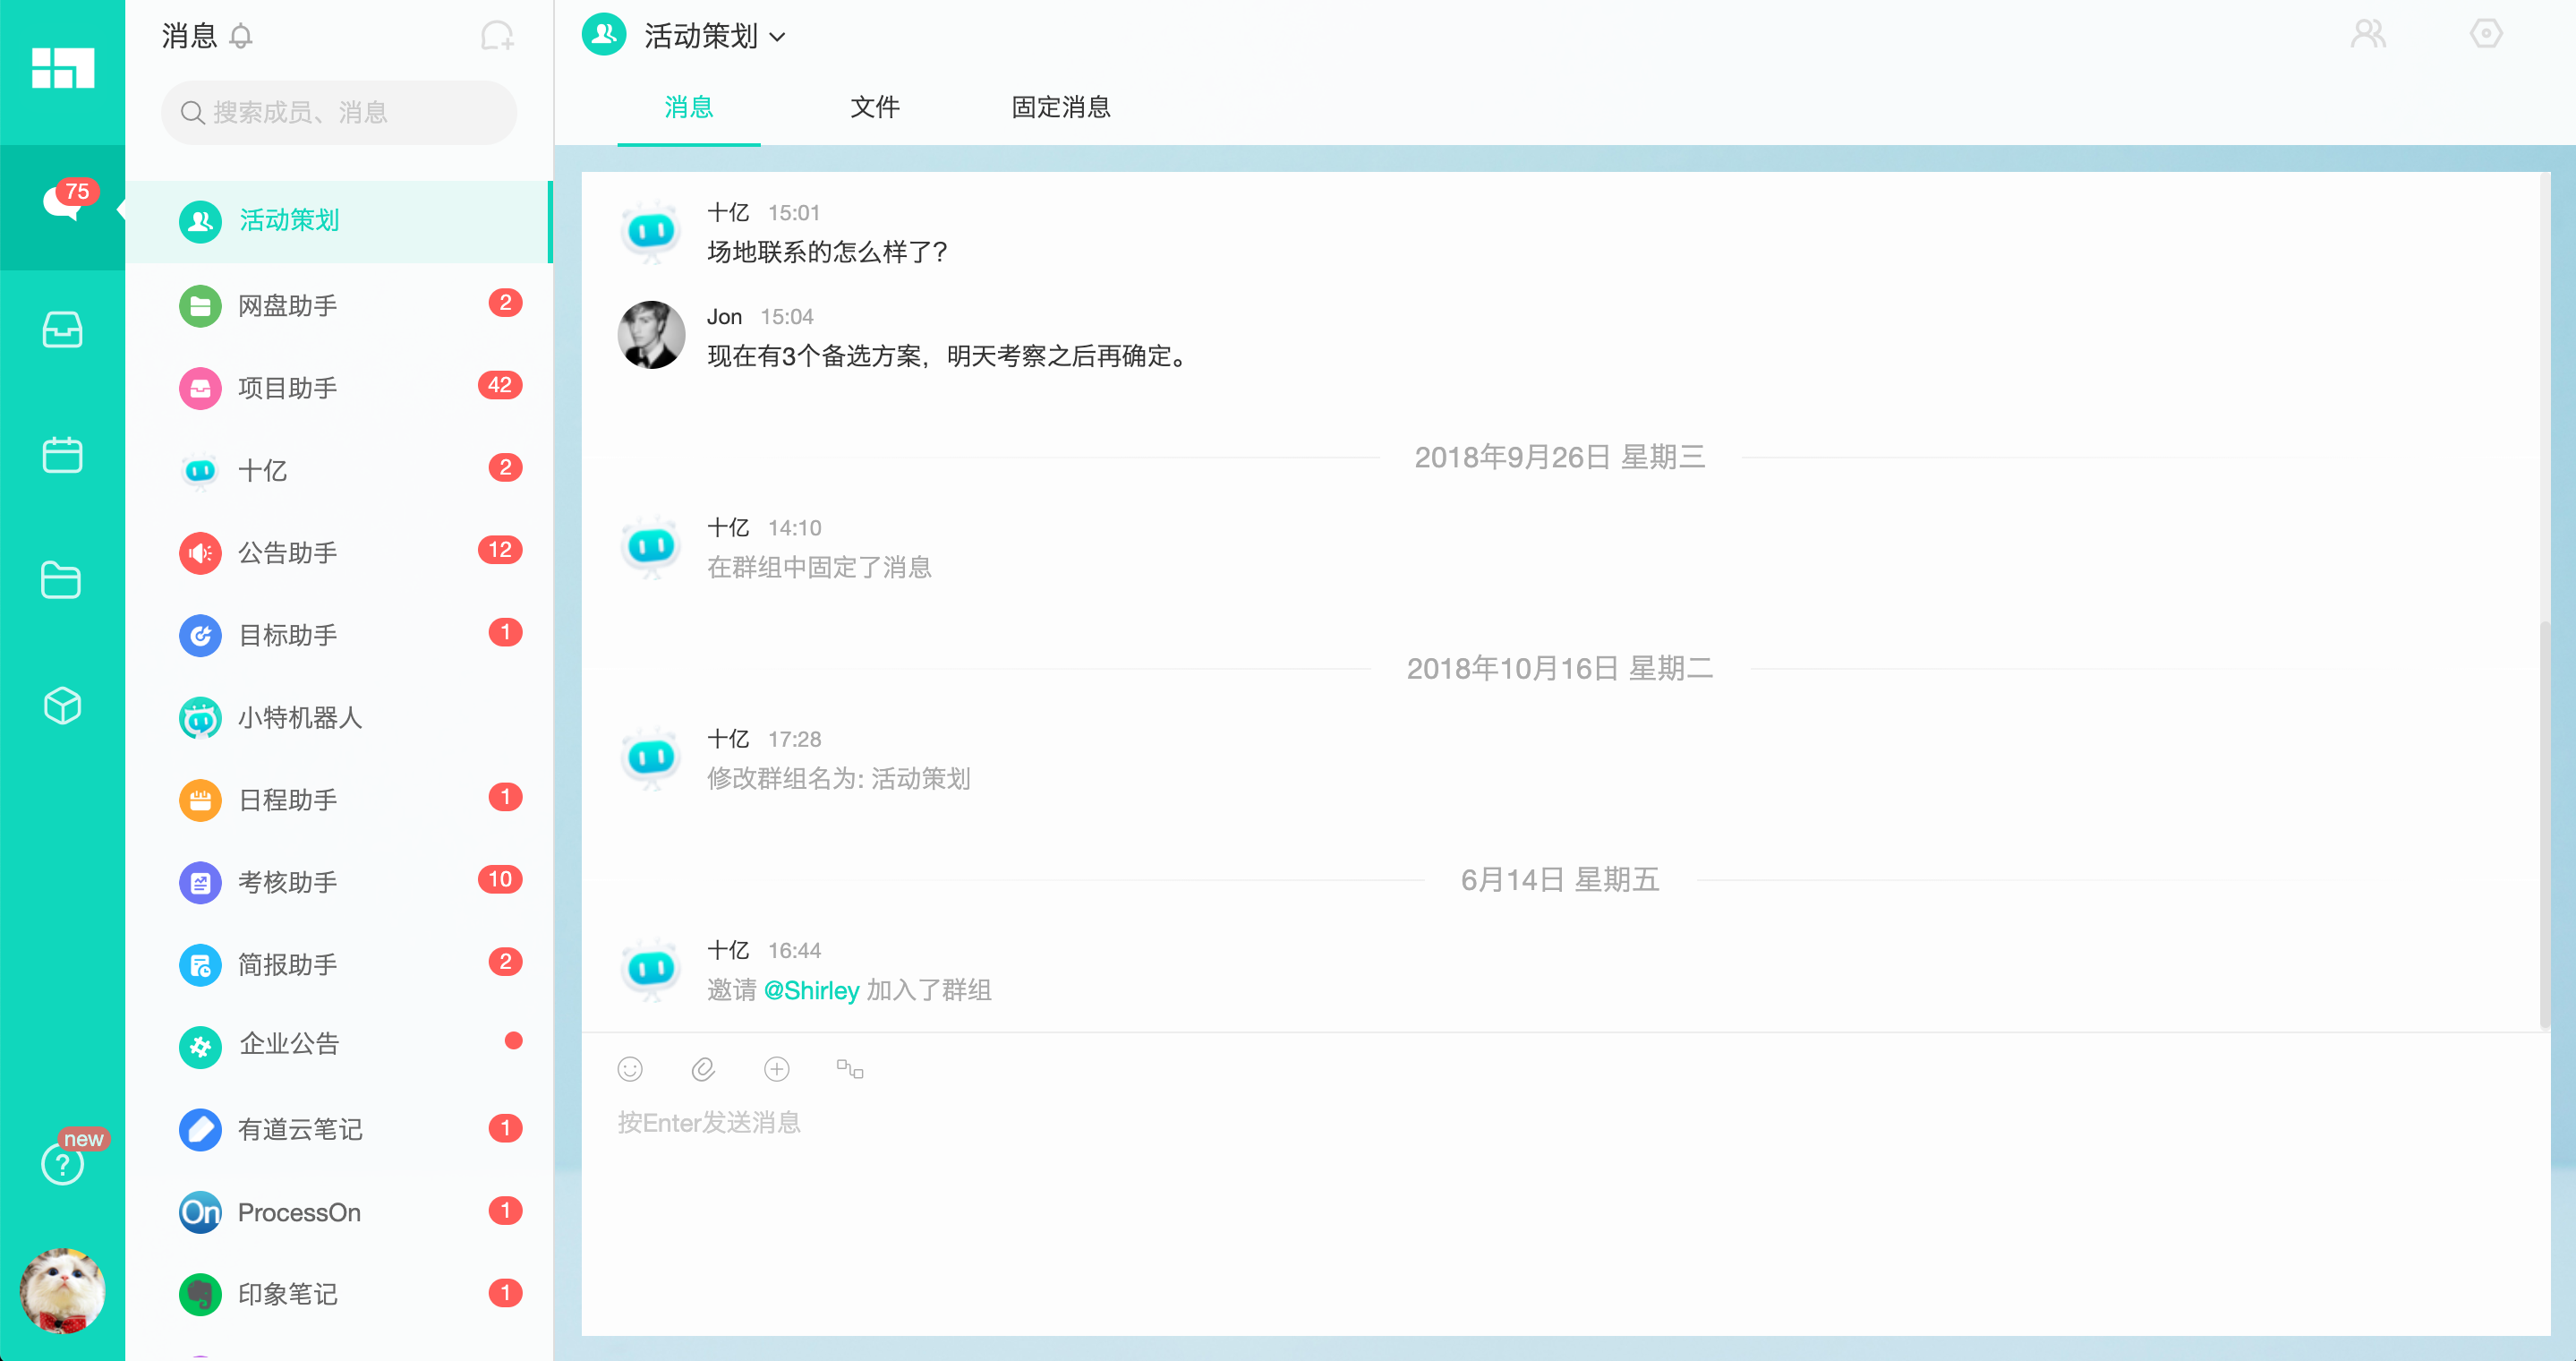 消息
搜索成员、消息
75
活动策划
网盘助手 2
项目助手 42
十亿 2
公告助手 12
目标助手 1
小特机器人
日程助手 1
考核助手 10
简报助手 2
企业公告
有道云笔记 1
On ProcessOn 1
印象笔记 1
new
?
活动策划
消息 文件 固定消息
十亿 15:01
场地联系的怎么样了?
Jon 15:04
现在有3个备选方案，明天考察之后再确定。
2018年9月26日 星期三
十亿 14:10
在群组中固定了消息
2018年10月16日 星期二
十亿 17:28
修改群组名为: 活动策划
6月14日 星期五
十亿 16:44
邀请 @Shirley 加入了群组
按Enter发送消息